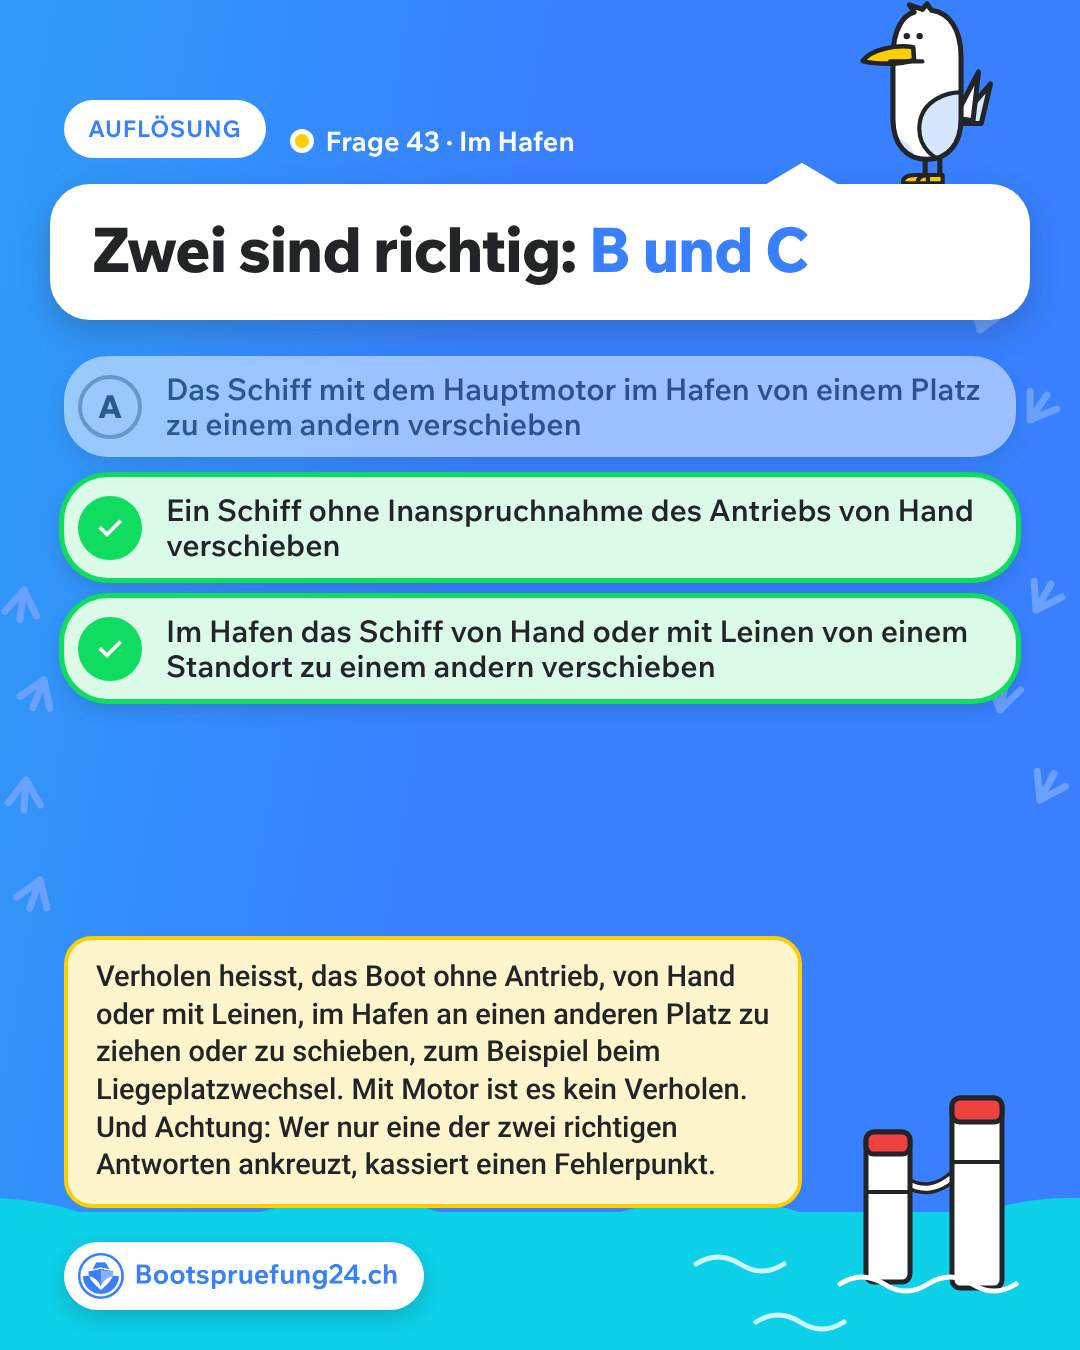 AUFLÖSUNG
Frage 43 · Im Hafen
Zwei sind richtig: B und C
A
Das Schiff mit dem Hauptmotor im Hafen von einem Platz
zu einem andern verschieben
Ein Schiff ohne Inanspruchnahme des Antriebs von Hand
verschieben
Im Hafen das Schiff von Hand oder mit Leinen von einem
Standort zu einem andern verschieben
Verholen heisst, das Boot ohne Antrieb, von Hand
oder mit Leinen, im Hafen an einen anderen Platz zu
ziehen oder zu schieben, zum Beispiel beim
Liegeplatzwechsel. Mit Motor ist es kein Verholen.
Und Achtung: Wer nur eine der zwei richtigen
Antworten ankreuzt, kassiert einen Fehlerpunkt.
Bootspruefung24.ch